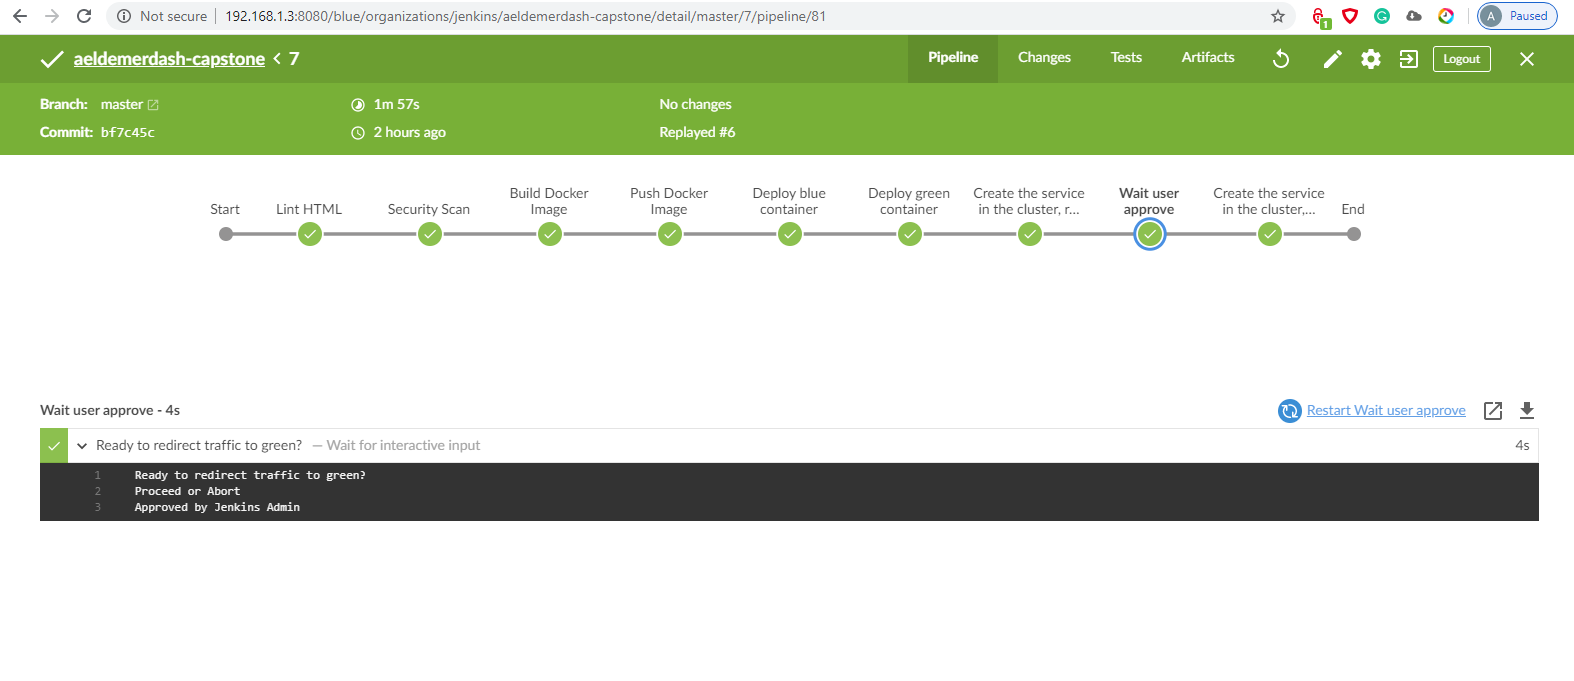 Not secure 192.168.1.3:8080/blue/organizations/jenkins/aeldemerdash-capstone/detail/master/7/pipeline/81
1
G
A Paused
aeldemerdash-capstone < 7
Pipeline Changes Tests Artifacts Logout
Branch: master 1m 57s No changes
Commit: bf7c45c 2 hours ago Replayed #6
Start
Lint HTML
Security Scan
Build Docker
Image
Push Docker
Image
Deploy blue
container
Deploy green
container
Create the service
in the cluster, r...
Wait user
approve
Create the service
in the cluster,...
End
Wait user approve - 4s Restart Wait user approve
Ready to redirect traffic to green? — Wait for interactive input 4s
1 Ready to redirect traffic to green?
2 Proceed or Abort
3 Approved by Jenkins Admin